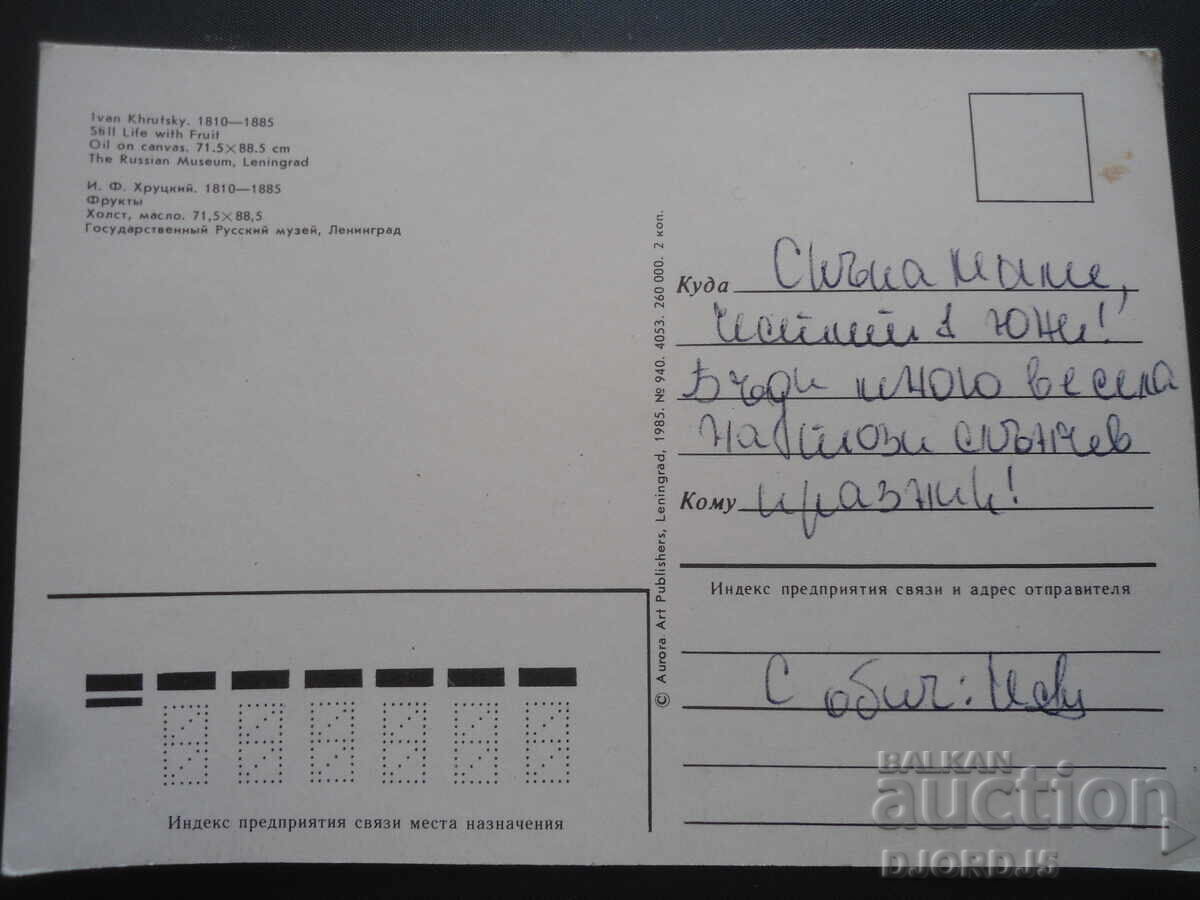 Ivan Khrutsky. 1810—1885
Still Life with Fruit
Oil on canvas. 71.5×88.5 cm
The Russian Museum, Leningrad
И. Ф. Хруцкий. 1810—1885
Фрукты
Холст, масло. 71,5×88,5
Государственный Русский музей, Ленинград
© Aurora Art Publishers, Leningrad, 1985. № 940. 4053. 260 000. 2 коп.
Куда Скъпа
Честит 1 юни!
Бъди много весела
на този слънчев
Кому празник!
Индекс предприятия связи и адрес отправителя
С обич:
Индекс предприятия связи места назначения
BALKAN
auction
DJORDJ5